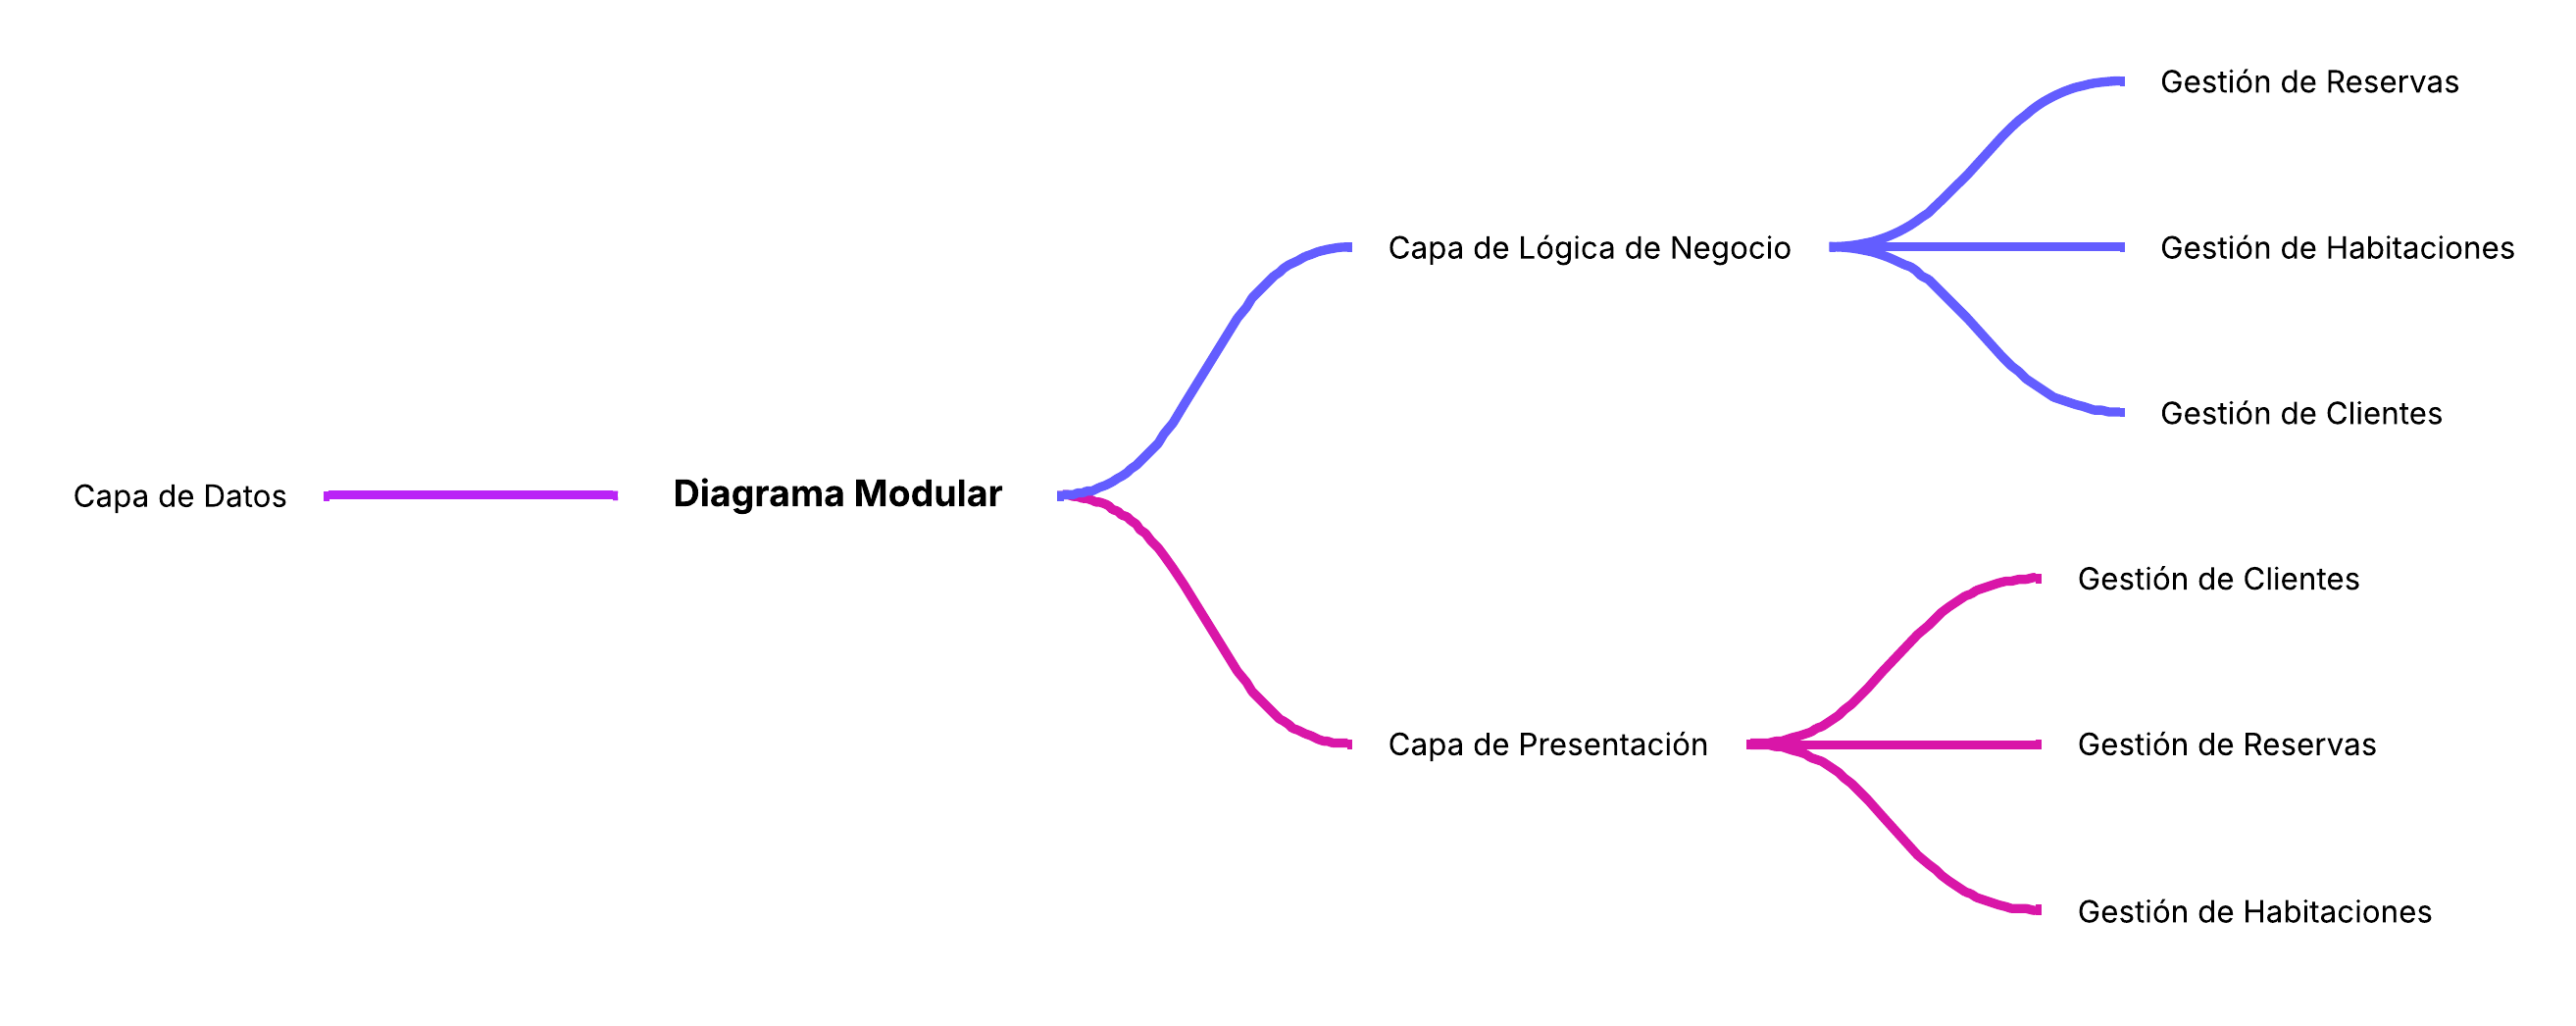 Gestión de Reservas
Capa de Lógica de Negocio
Gestión de Habitaciones
Gestión de Clientes
Capa de Datos
Diagrama Modular
Gestión de Clientes
Capa de Presentación
Gestión de Reservas
Gestión de Habitaciones